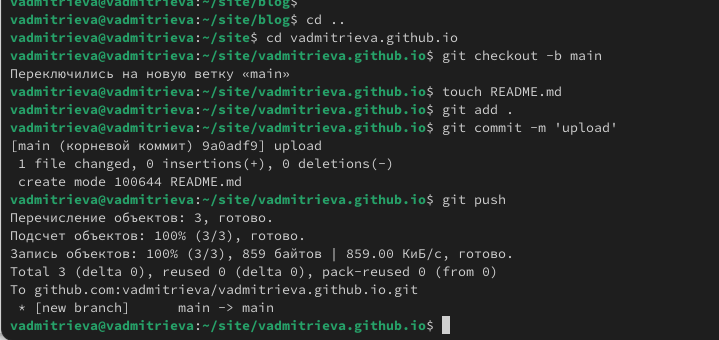 vadmitrieva@vadmitrieva:~/site/blog$
vadmitrieva@vadmitrieva:~/site/blog$ cd ..
vadmitrieva@vadmitrieva:~/site$ cd vadmitrieva.github.io
vadmitrieva@vadmitrieva:~/site/vadmitrieva.github.io$ git checkout -b main
Переключились на новую ветку «main»
vadmitrieva@vadmitrieva:~/site/vadmitrieva.github.io$ touch README.md
vadmitrieva@vadmitrieva:~/site/vadmitrieva.github.io$ git add .
vadmitrieva@vadmitrieva:~/site/vadmitrieva.github.io$ git commit -m 'upload'
[main (корневой коммит) 9a0adf9] upload
 1 file changed, 0 insertions(+), 0 deletions(-)
 create mode 100644 README.md
vadmitrieva@vadmitrieva:~/site/vadmitrieva.github.io$ git push
Перечисление объектов: 3, готово.
Подсчет объектов: 100% (3/3), готово.
Запись объектов: 100% (3/3), 859 байтов | 859.00 КиБ/с, готово.
Total 3 (delta 0), reused 0 (delta 0), pack-reused 0 (from 0)
To github.com:vadmitrieva/vadmitrieva.github.io.git
 * [new branch]      main -> main
vadmitrieva@vadmitrieva:~/site/vadmitrieva.github.io$